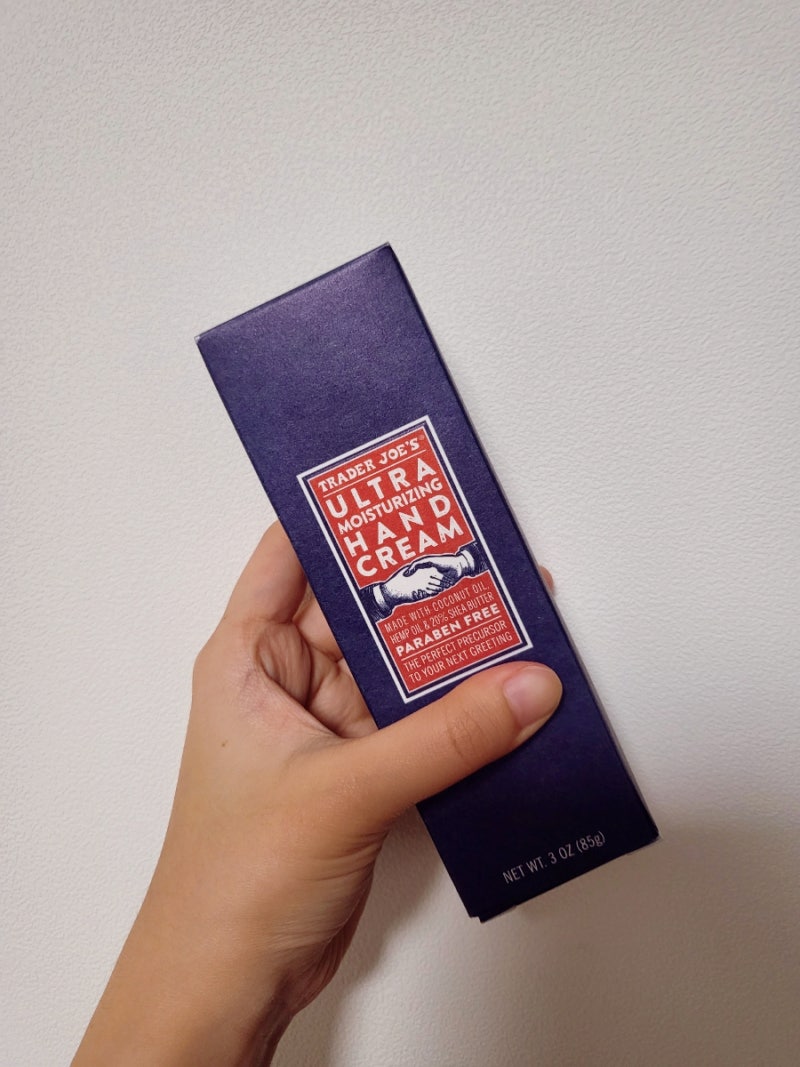 TRADER JOE'S®
ULTRA
MOISTURIZING
HAND
CREAM
MADE WITH COCONUT OIL,
HEMP OIL & 20% SHEA BUTTER
PARABEN FREE
THE PERFECT PRECURSOR
TO YOUR NEXT GREETING
NET WT. 3 OZ (85g)